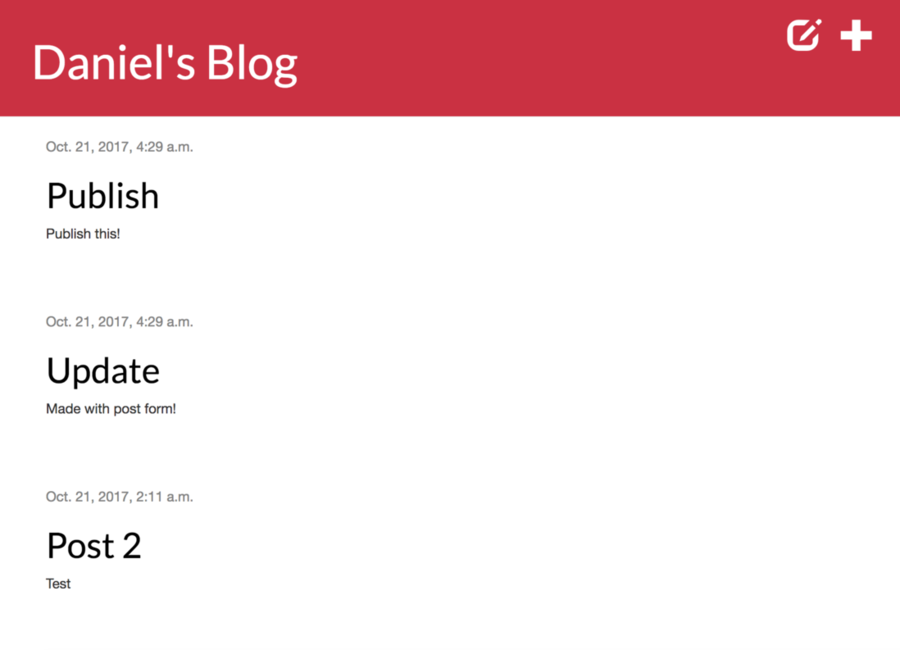 Daniel's Blog
Oct. 21, 2017, 4:29 a.m.
Publish
Publish this!
Oct. 21, 2017, 4:29 a.m.
Update
Made with post form!
Oct. 21, 2017, 2:11 a.m.
Post 2
Test